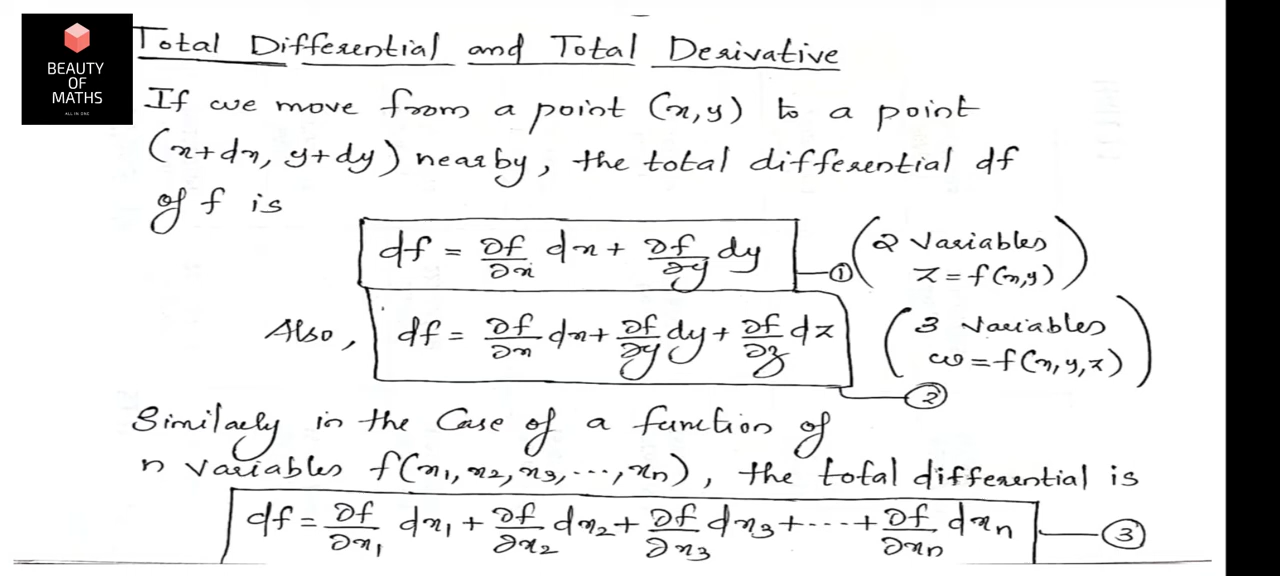 BEAUTY
OF
MATHS
ALL IN ONE
Total Differential and Total Derivative
If we move from a point (x,y) to a point
(x+dx, y+dy) nearby, the total differential df
of f is
df = ∂f/∂x dx + ∂f/∂y dy —① (2 variables z = f(x,y))
Also, df = ∂f/∂x dx + ∂f/∂y dy + ∂f/∂z dz —② (3 variables w = f(x,y,z))
Similarly in the Case of a function of
n variables f(x₁, x₂, x₃, ..., xₙ), the total differential is
df = ∂f/∂x₁ dx₁ + ∂f/∂x₂ dx₂ + ∂f/∂x₃ dx₃ + ... + ∂f/∂xₙ dxₙ —③